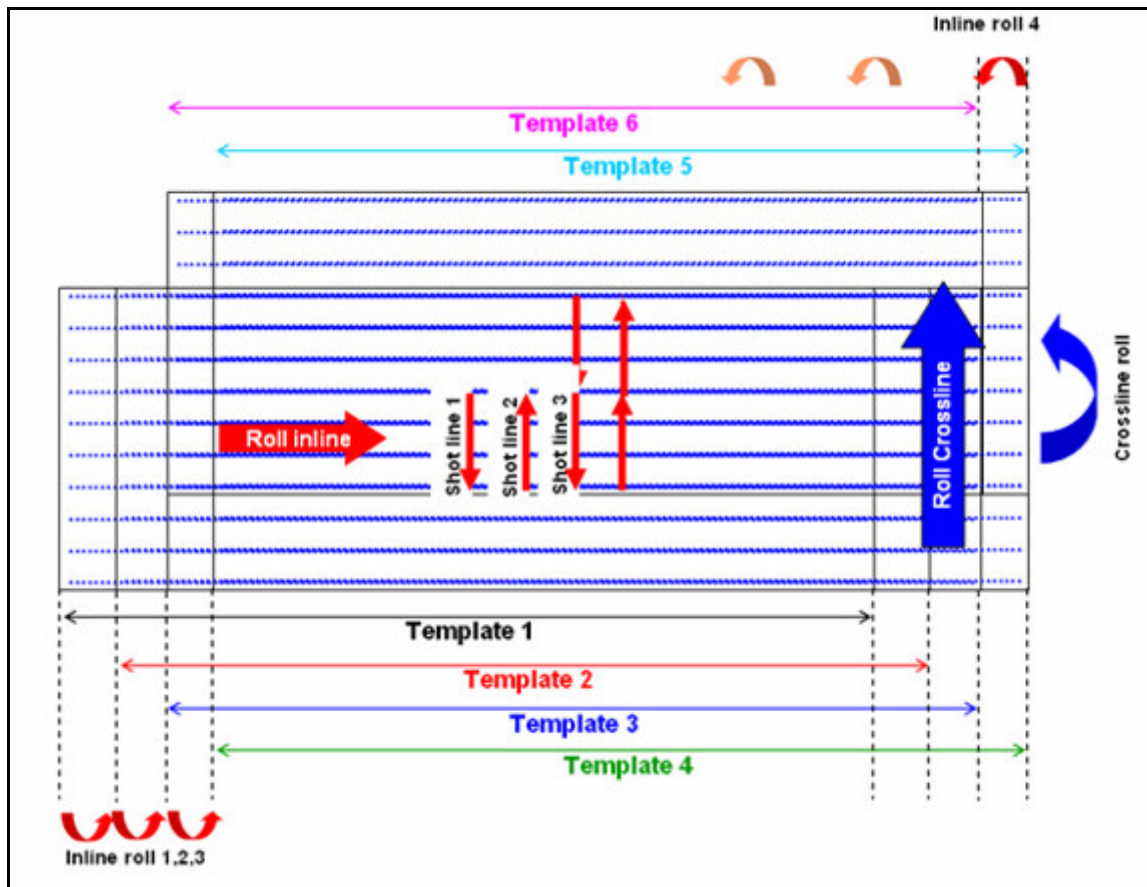 Inline roll 4
Template 6
Template 5
Crossline roll
Roll inline
Shot line 1
Shot line 2
Shot line 3
Roll Crossline
Template 1
Template 2
Template 3
Template 4
Inline roll 1,2,3